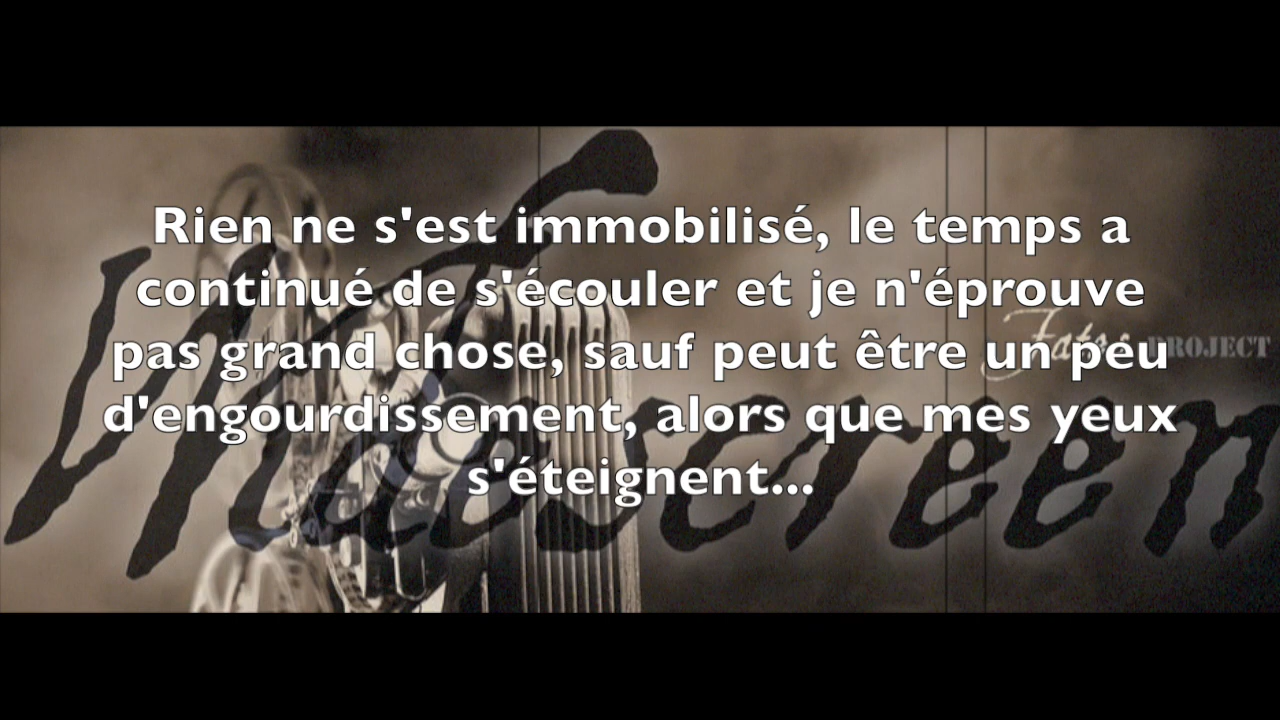 Rien ne s'est immobilisé, le temps a
continué de s'écouler et je n'éprouve
pas grand chose, sauf peut être un peu
d'engourdissement, alors que mes yeux
s'éteignent...
PROJECT